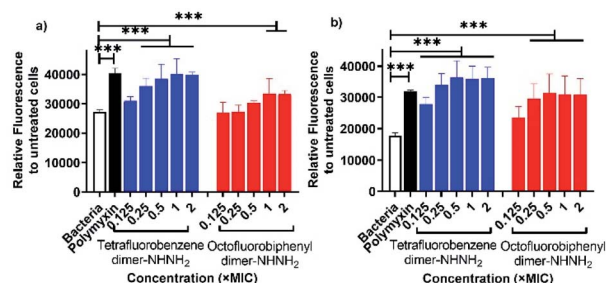 a)
***
***
***
Relative Fluorescence
to untreated cells
40000
30000
20000
10000
0
Bacteria
Polymyxin
0.125
0.25
0.5
1
2
0.125
0.25
0.5
1
2
Tetrafluorobenzene
dimer-NHNH2
Octofluorobiphenyl
dimer-NHNH2
Concentration (×MIC)
b)
***
***
***
Relative Fluorescence
to untreated cells
50000
40000
30000
20000
10000
0
Bacteria
Polymyxin
0.125
0.25
0.5
1
2
0.125
0.25
0.5
1
2
Tetrafluorobenzene
dimer-NHNH2
Octofluorobiphenyl
dimer-NHNH2
Concentration (×MIC)